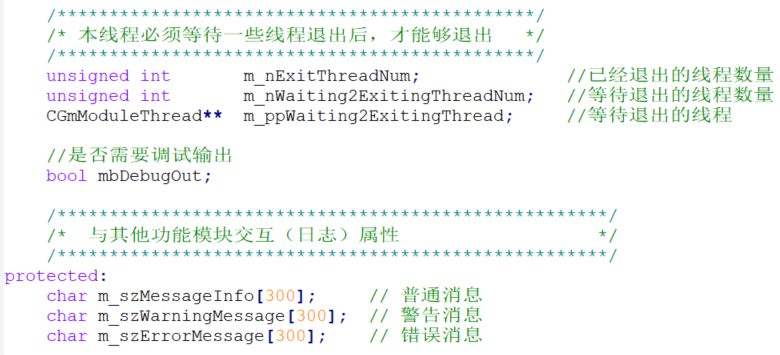 /**********************************************/
/* 本线程必须等待一些线程退出后，才能够退出   */
/**********************************************/
unsigned int       m_nExitThreadNum;              //已经退出的线程数量
unsigned int       m_nWaiting2ExitingThreadNum;   //等待退出的线程数量
CGmModuleThread**  m_ppWaiting2ExitingThread;     //等待退出的线程
//是否需要调试输出
bool mbDebugOut;
/*****************************************************/
/*  与其他功能模块交互（日志）属性                   */
/*****************************************************/
protected:
char m_szMessageInfo[300];     // 普通消息
char m_szWarningMessage[300];  // 警告消息
char m_szErrorMessage[300];    // 错误消息